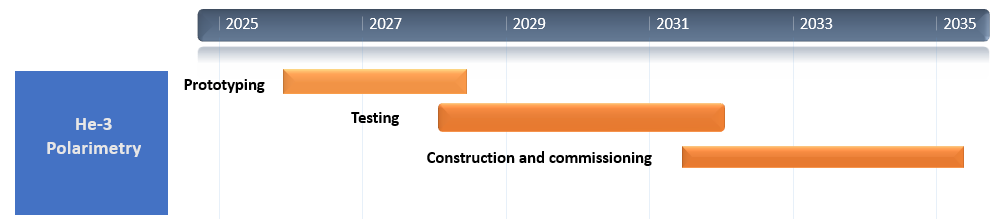 2025 2027 2029 2031 2033 2035
Prototyping
He-3
Polarimetry
Testing
Construction and commissioning